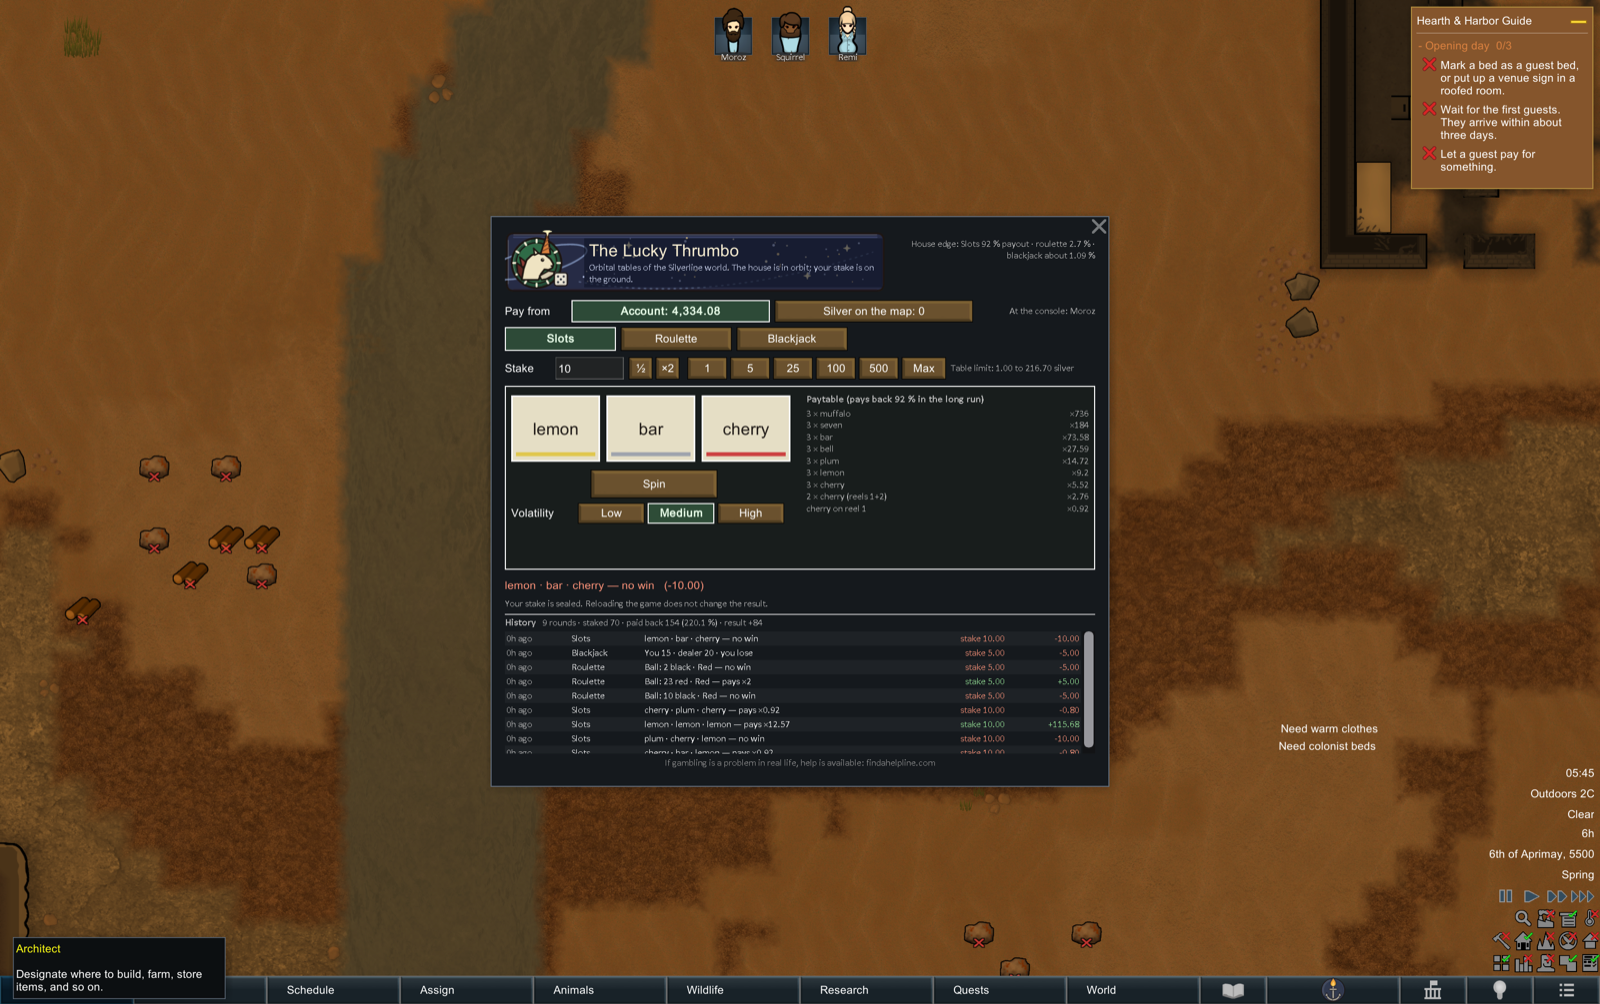 Moroz
Squirrel
Remi
Hearth & Harbor Guide
- Opening day 0/3
Mark a bed as a guest bed,
or put up a venue sign in a
roofed room.
Wait for the first guests.
They arrive within about
three days.
Let a guest pay for
something.
The Lucky Thrumbo
Orbital tables of the Silverline world. The house is in orbit; your stake is on
the ground.
House edge: Slots 92 % payout · roulette 2.7 % ·
blackjack about 1.09 %
Pay from
Account: 4,334.08
Silver on the map: 0
At the console: Moroz
Slots
Roulette
Blackjack
Stake
10
½
×2
1
5
25
100
500
Max
Table limit: 1.00 to 216.70 silver
lemon
bar
cherry
Spin
Volatility
Low
Medium
High
Paytable (pays back 92 % in the long run)
3 × muffalo ×736
3 × seven ×184
3 × bar ×73.58
3 × bell ×27.59
3 × plum ×14.72
3 × lemon ×9.2
3 × cherry ×5.52
2 × cherry (reels 1+2) ×2.76
cherry on reel 1 ×0.92
lemon · bar · cherry — no win (-10.00)
Your stake is sealed. Reloading the game does not change the result.
History 9 rounds · staked 70 · paid back 154 (220.1 %) · result +84
0h ago Slots lemon · bar · cherry — no win stake 10.00 -10.00
0h ago Blackjack You 15 · dealer 20 · you lose stake 5.00 -5.00
0h ago Roulette Ball: 2 black · Red — no win stake 5.00 -5.00
0h ago Roulette Ball: 23 red · Red — pays ×2 stake 5.00 +5.00
0h ago Roulette Ball: 10 black · Red — no win stake 5.00 -5.00
0h ago Slots cherry · plum · cherry — pays ×0.92 stake 10.00 -0.80
0h ago Slots lemon · lemon · lemon — pays ×12.57 stake 10.00 +115.68
0h ago Slots plum · cherry · lemon — no win stake 10.00 -10.00
0h ago Slots cherry · bar · lemon — pays ×0.92 stake 10.00 -0.80
If gambling is a problem in real life, help is available: findahelpline.com
Need warm clothes
Need colonist beds
05:45
Outdoors 2C
Clear
6h
6th of Aprimay, 5500
Spring
Architect
Designate where to build, farm, store
items, and so on.
Schedule
Assign
Animals
Wildlife
Research
Quests
World